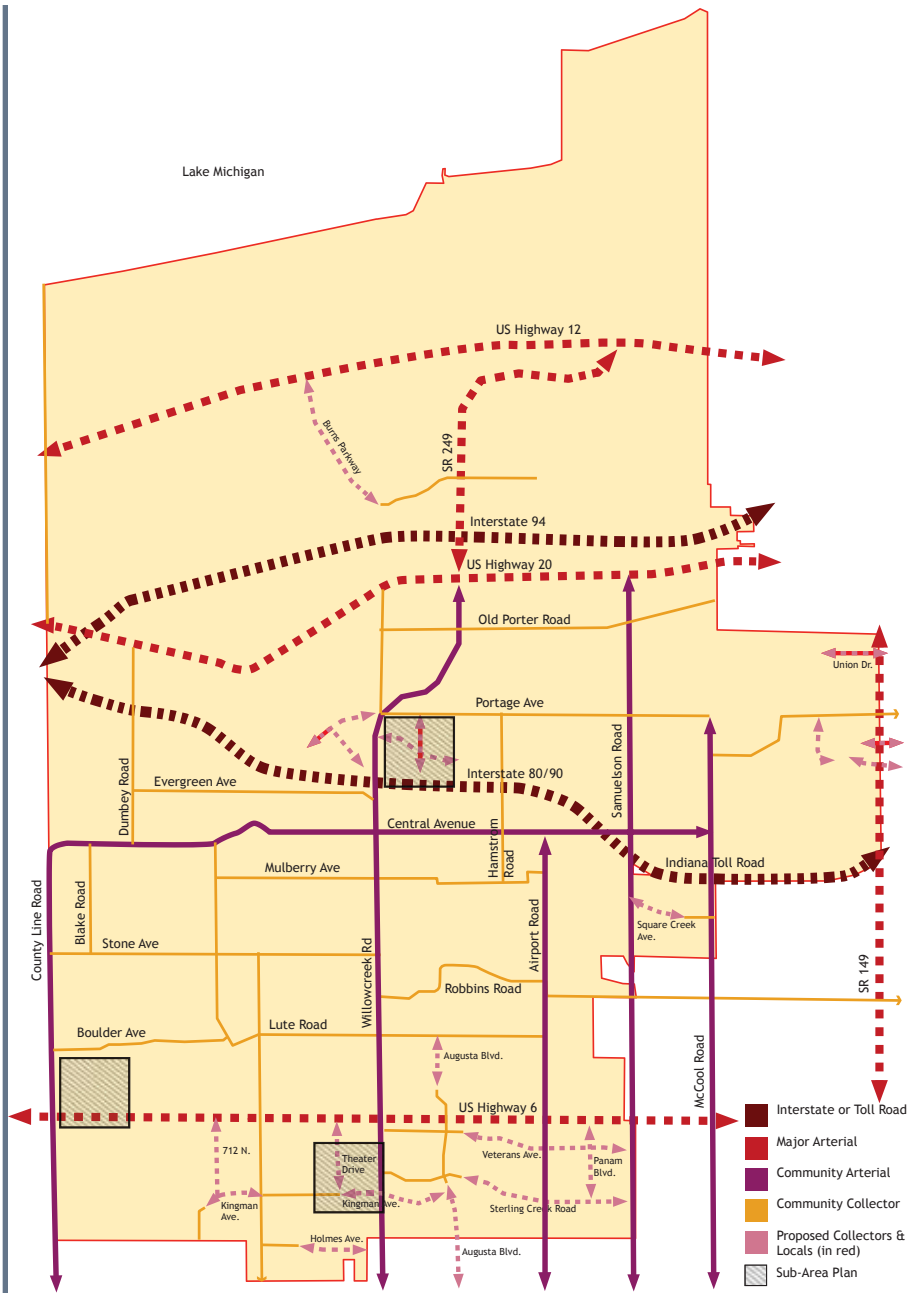 Lake Michigan
US Highway 12
Burns Parkway
SR 249
Interstate 94
US Highway 20
Old Porter Road
Union Dr.
Portage Ave
Dumbey Road
Samuelson Road
Interstate 80/90
Evergreen Ave
Central Avenue
Hamstrom
Road
Indiana Toll Road
Mulberry Ave
Blake Road
County Line Road
Stone Ave
Willowcreek Rd
Airport Road
Square Creek
Ave.
SR 149
Robbins Road
Boulder Ave
Lute Road
McCool Road
Augusta Blvd.
US Highway 6
712 N.
Theater
Drive
Veterans Ave.
Panam
Blvd.
Kingman
Ave.
Kingman Ave.
Sterling Creek Road
Holmes Ave.
Augusta Blvd.
Interstate or Toll Road
Major Arterial
Community Arterial
Community Collector
Proposed Collectors &
Locals (in red)
Sub-Area Plan